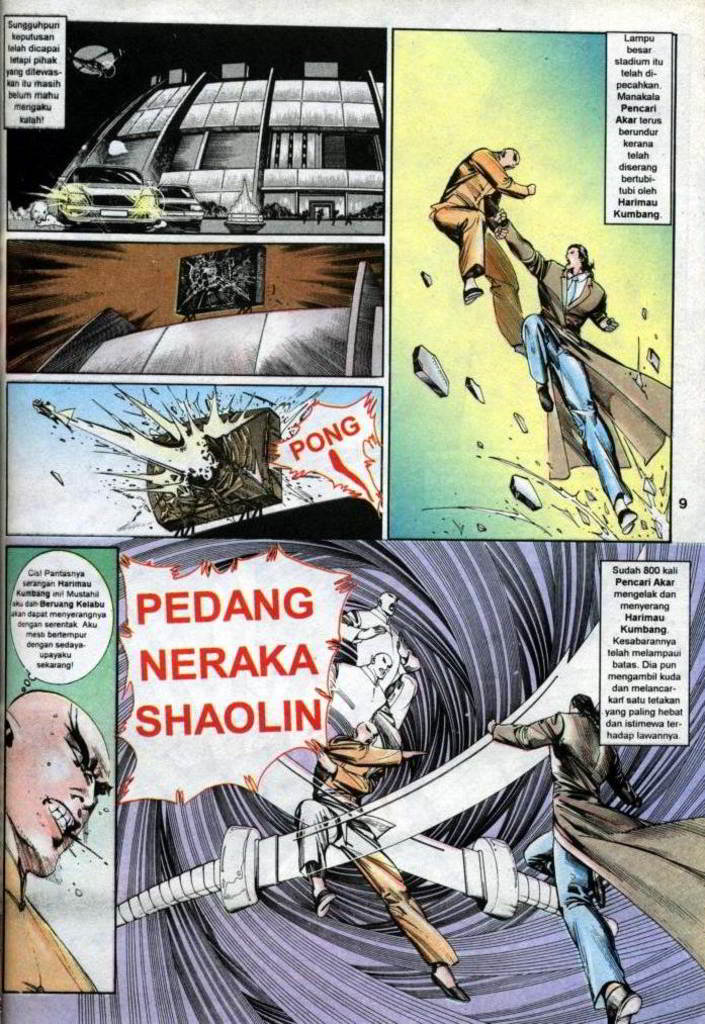 Sungguhpun
keputusan
telah dicapai
tetapi pihak
yang ditewas-
kan itu masih
belum mahu
mengaku
kalah!
Lampu
besar
stadium itu
telah di-
pecahkan.
Manakala
Pencari
Akar terus
berundur
kerana
telah
diserang
bertubi-
tubi oleh
Harimau
Kumbang.
PONG
!
9
Cis! Pantasnya
serangan Harimau
Kumbang ini! Mustahil
aku dan Beruang Kelabu
akan dapat menyerangnya
dengan serentak. Aku
mesti bertempur
dengan sedaya-
upayaku
sekarang!
PEDANG
NERAKA
SHAOLIN
Sudah 800 kali
Pencari Akar
mengelak dan
menyerang
Harimau
Kumbang.
Kesabarannya
telah melampaui
batas. Dia pun
mengambil kuda
dan melancar-
kan satu tetakan
yang paling hebat
dan istimewa ter-
hadap lawannya.